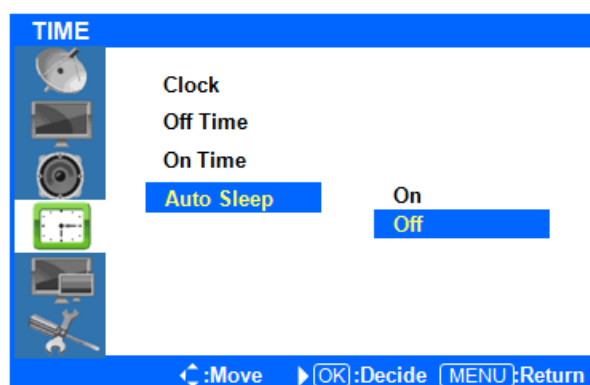 TIME
Clock
Off Time
On Time
Auto Sleep On
Off
:Move OK :Decide MENU :Return